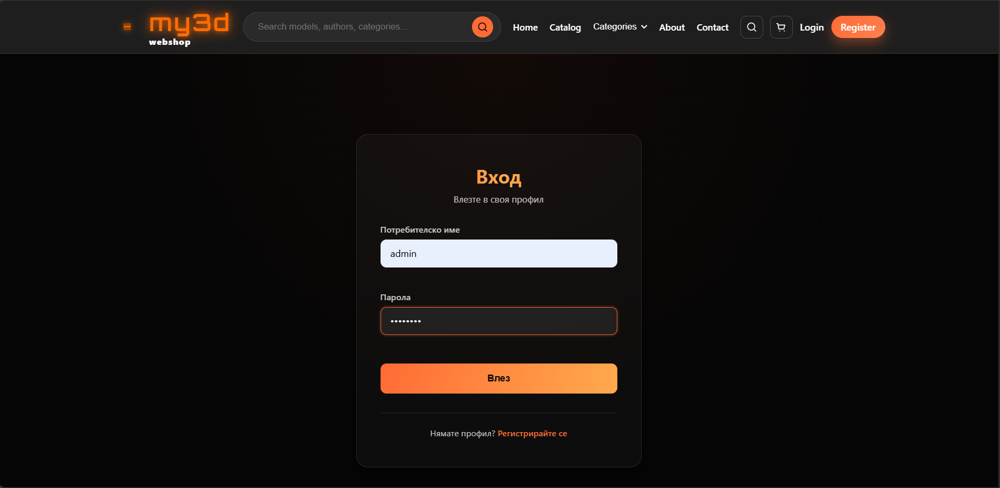 my3d
webshop
Search models, authors, categories...
Home
Catalog
Categories
About
Contact
Login
Register
Вход
Влезте в своя профил
Потребителско име
admin
Парола
••••••••
Влез
Нямате профил? Регистрирайте се